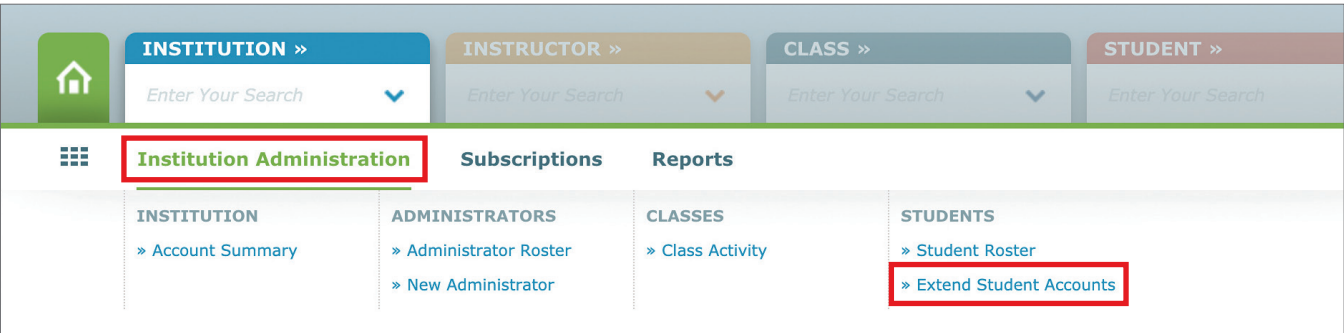 INSTITUTION »
INSTRUCTOR »
CLASS »
STUDENT »
Enter Your Search
Enter Your Search
Enter Your Search
Enter Your Search
Institution Administration
Subscriptions
Reports
INSTITUTION
» Account Summary
ADMINISTRATORS
» Administrator Roster
» New Administrator
CLASSES
» Class Activity
STUDENTS
» Student Roster
» Extend Student Accounts